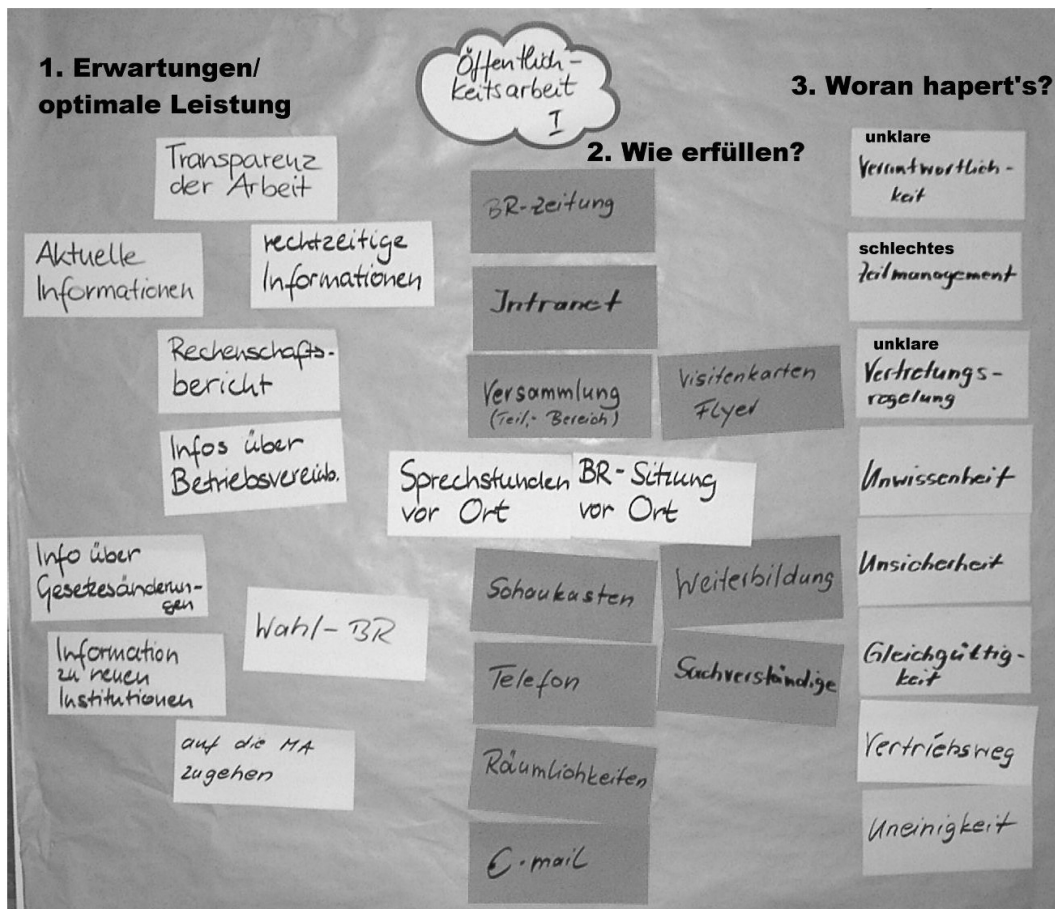 Öffentlich-
keitsarbeit
I
1. Erwartungen/
optimale Leistung
Transparenz
der Arbeit
Aktuelle
Informationen
rechtzeitige
Informationen
Rechenschafts-
bericht
Infos über
Betriebsvereinb.
Info über
Gesetzesänderun-
gen
Wahl-BR
Information
zu neuen
Institutionen
auf die MA
zugehen
2. Wie erfüllen?
BR-Zeitung
Intranet
Versammlung
(Teil,- Bereich)
Visitenkarten
Flyer
Sprechstunden
vor Ort
BR-Sitzung
vor Ort
Schaukasten
Weiterbildung
Telefon
Sachverständige
Räumlichkeiten
E-mail
3. Woran hapert's?
unklare
Verantwortlich-
keit
schlechtes
Zeitmanagement
unklare
Vertretungs-
regelung
Unwissenheit
Unsicherheit
Gleichgültig-
keit
Vertriebsweg
Uneinigkeit